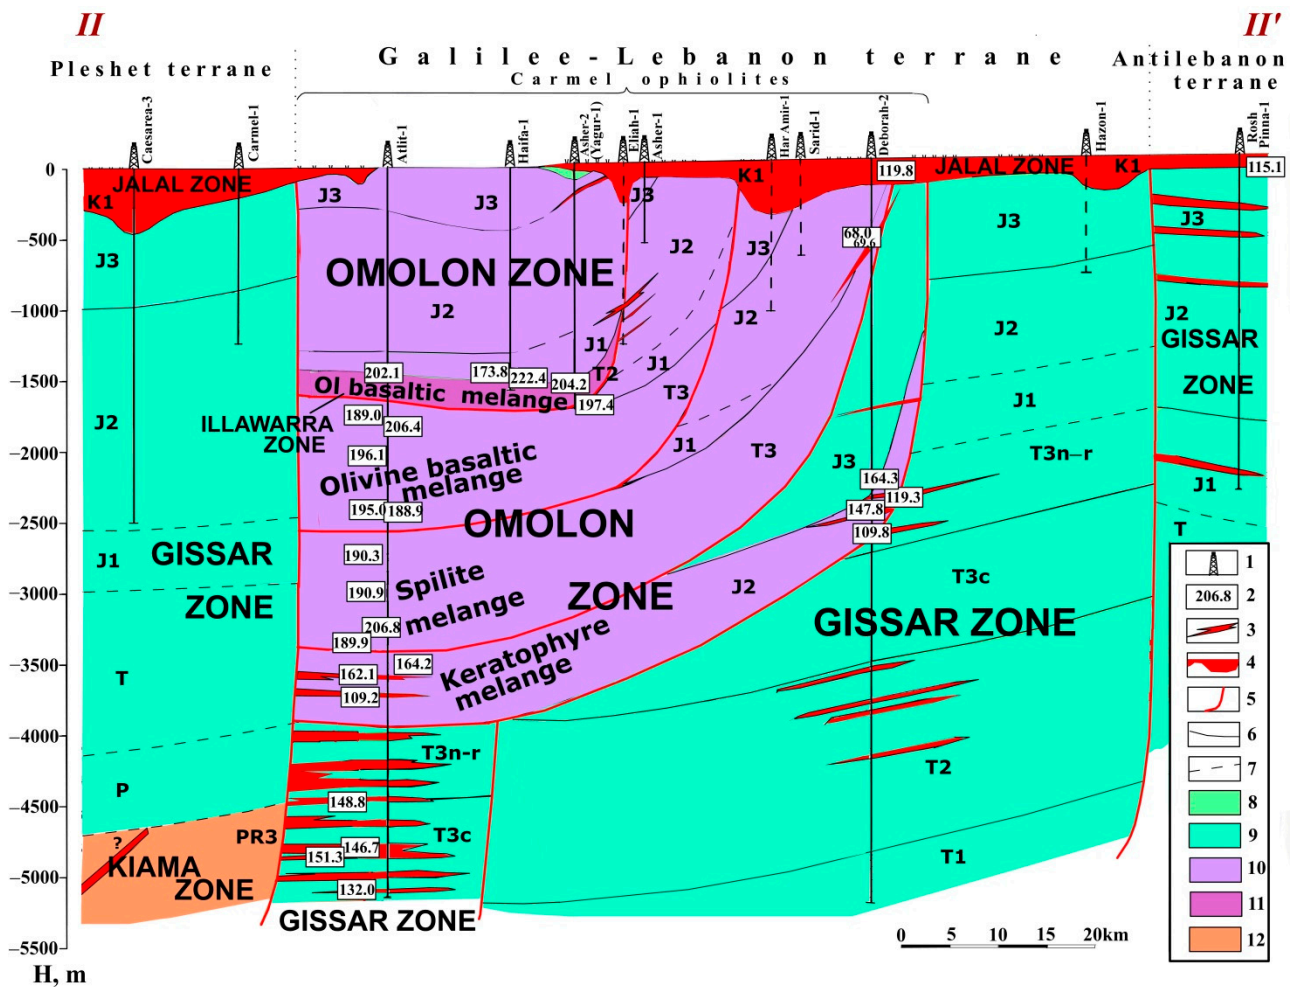 II
II'
Galilee-Lebanon terrane
Pleshet terrane
Antilebanon
terrane
Carmel ophiolites
Caesarea-3
Carmel-1
Atlit-1
Haifa-1
Asher-2
(Yagur-1)
Eliah-1
Asher-1
Har Amir-1
Sarid-1
Deborah-2
Hazon-1
Rosh
Pinna-1
0
−500
−1000
−1500
−2000
−2500
−3000
−3500
−4000
−4500
−5000
−5500
H, m
JALAL ZONE
K1
K1
JALAL ZONE
K1
119.8
115.1
J3
J3
J3
J3
J3
J3
J3
J3
68.0
69.6
OMOLON ZONE
J2
J2
J2
J2
J2
GISSAR
ZONE
J1
J1
T2
T3
J1
202.1
173.8
222.4
204.2
197.4
Ol basaltic melange
ILLAWARRA
ZONE
189.0
206.4
196.1
Olivine basaltic
melange
195.0
188.9
J2
J1
T3
J3
T3n–r
J1
T
164.3
119.3
147.8
109.8
OMOLON
ZONE
J1
GISSAR
ZONE
190.3
190.9
Spilite
melange
206.8
189.9
164.2
162.1
109.2
Keratophyre
melange
J2
T3c
GISSAR ZONE
T
P
T3n-r
148.8
T3c
146.7
151.3
132.0
T2
T1
PR3
?
KIAMA
ZONE
GISSAR ZONE
0 5 10 15 20km
1
206.8 2
3
4
5
6
7
8
9
10
11
12